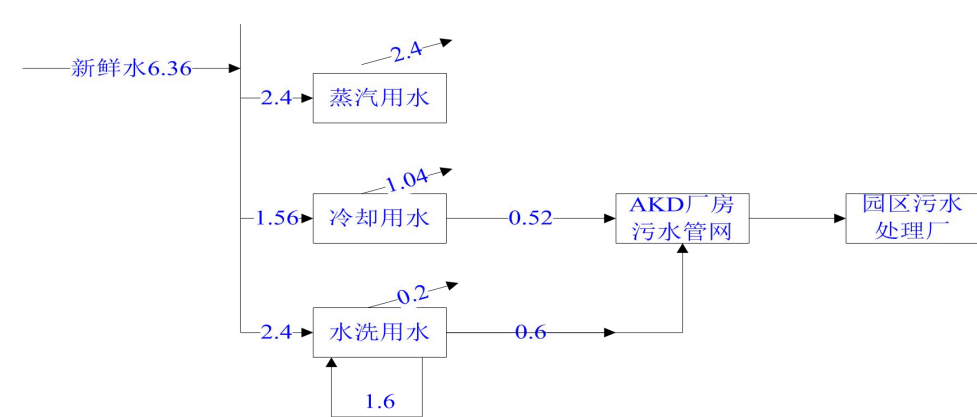 新鲜水6.36
2.4
2.4
蒸汽用水
1.04
1.56
冷却用水
0.52
AKD厂房
污水管网
园区污水
处理厂
0.2
2.4
水洗用水
0.6
1.6